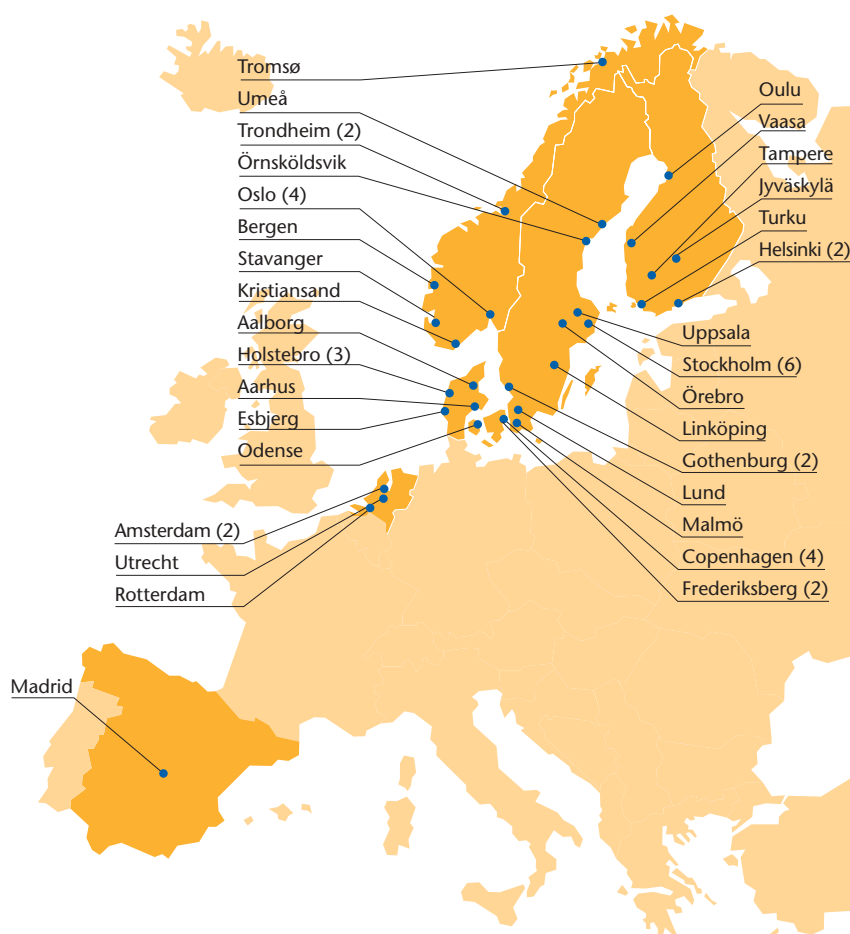 Tromsø
Umeå
Trondheim (2)
Örnsköldsvik
Oslo (4)
Bergen
Stavanger
Kristiansand
Aalborg
Holstebro (3)
Aarhus
Esbjerg
Odense
Amsterdam (2)
Utrecht
Rotterdam
Madrid
Oulu
Vaasa
Tampere
Jyväskylä
Turku
Helsinki (2)
Uppsala
Stockholm (6)
Örebro
Linköping
Gothenburg (2)
Lund
Malmö
Copenhagen (4)
Frederiksberg (2)